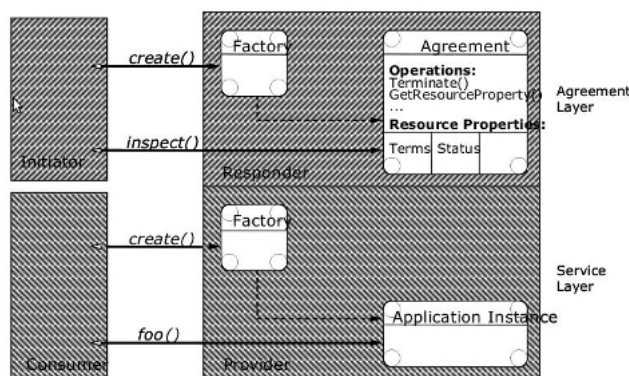 Factory
Agreement
create()
Operations:
Terminate()
GetResourceProperty()
...
Resource Properties:
Agreement
Layer
inspect()
Terms
Status
Initiator
Responder
Factory
create()
Service
Layer
Application Instance
foo()
Consumer
Provider